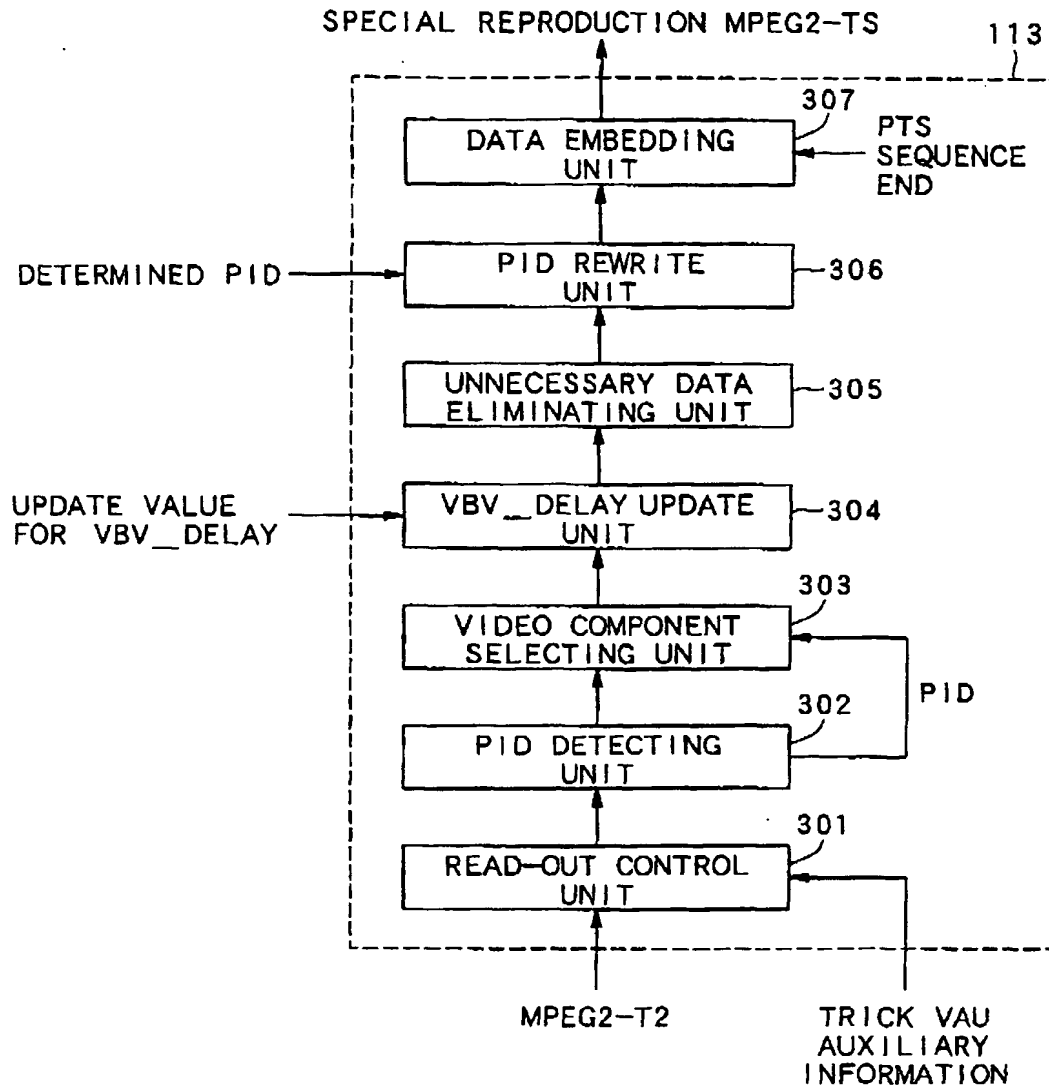 SPECIAL REPRODUCTION MPEG2-TS
113
307
DATA EMBEDDING
UNIT
PTS
SEQUENCE
END
DETERMINED PID
PID REWRITE
UNIT
306
UNNECESSARY DATA
ELIMINATING UNIT
305
UPDATE VALUE
FOR VBV__DELAY
VBV__DELAY UPDATE
UNIT
304
303
VIDEO COMPONENT
SELECTING UNIT
PID
302
PID DETECTING
UNIT
301
READ-OUT CONTROL
UNIT
MPEG2-T2
TRICK VAU
AUXILIARY
INFORMATION